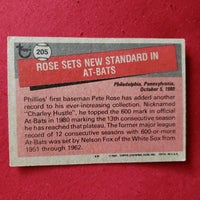 205
ROSE SETS NEW STANDARD IN
AT-BATS
Philadelphia, Pennsylvania,
October 5, 1980
Phillies' first baseman Pete Rose has added another
record to his ever-increasing collection. Nicknamed
"Charley Hustle", he topped the 600 mark in official
At-Bats in 1980 marking the 13th consecutive season
he has reached that plateau. The former major league
record of 12 consecutive seasons with 600-or-more
At-Bats was set by Nelson Fox of the White Sox from
1951 through 1962.